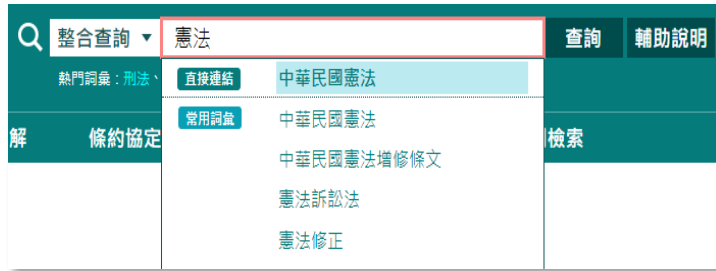 整合查詢 ▼ 憲法 查詢 輔助說明
熱門詞彙：刑法、
直接連結 中華民國憲法
常用詞彙 中華民國憲法
解 條約協定 檢索
中華民國憲法增修條文
憲法訴訟法
憲法修正